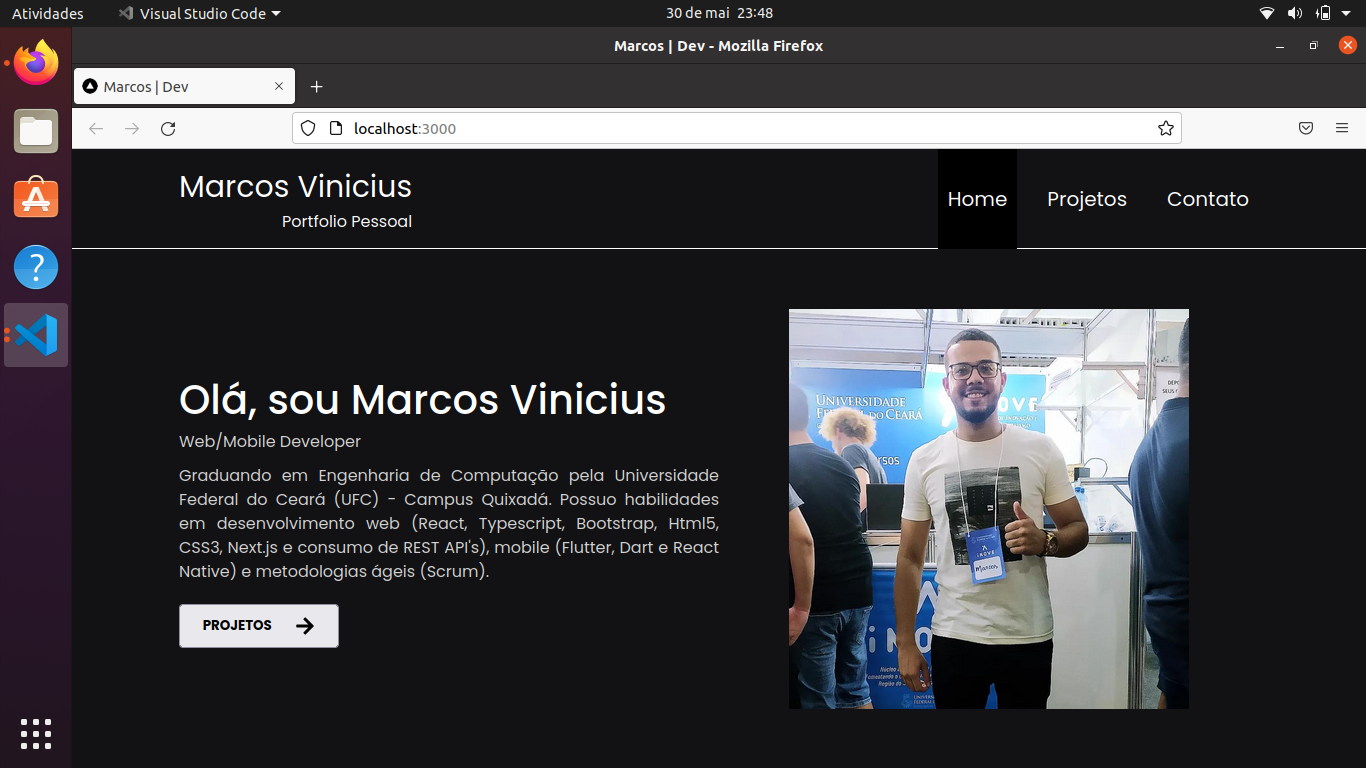 Atividades
Visual Studio Code
30 de mai 23:48
Marcos | Dev - Mozilla Firefox
Marcos | Dev
localhost:3000
Marcos Vinicius
Portfolio Pessoal
Home
Projetos
Contato
Olá, sou Marcos Vinicius
Web/Mobile Developer
Graduando em Engenharia de Computação pela Universidade
Federal do Ceará (UFC) - Campus Quixadá. Possuo habilidades
em desenvolvimento web (React, Typescript, Bootstrap, Html5,
CSS3, Next.js e consumo de REST API's), mobile (Flutter, Dart e React
Native) e metodologias ágeis (Scrum).
PROJETOS
UNIVERSIDADE
FEDERAL DO CEARÁ
iNOVE
Marcos
iNO